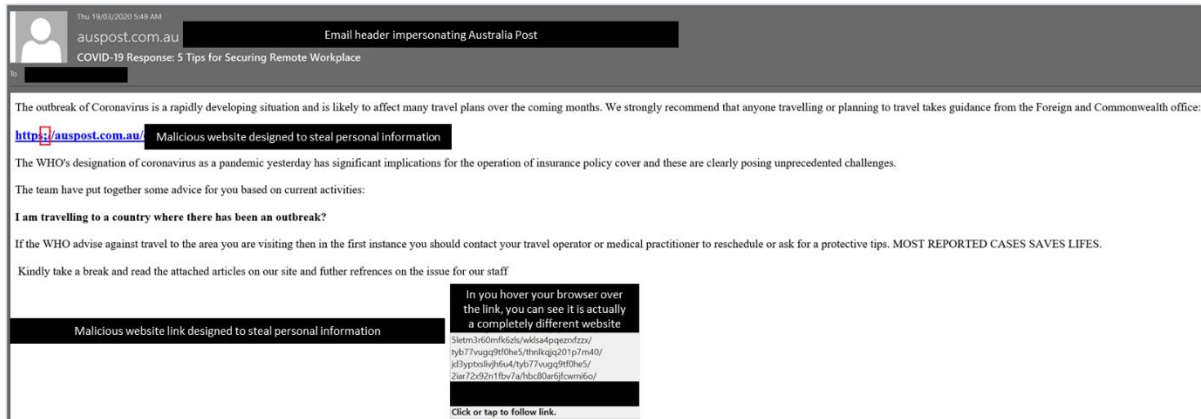 Thu 19/03/2020 5:49 AM
auspost.com.au Email header impersonating Australia Post
COVID-19 Response: 5 Tips for Securing Remote Workplace
To
The outbreak of Coronavirus is a rapidly developing situation and is likely to affect many travel plans over the coming months. We strongly recommend that anyone travelling or planning to travel takes guidance from the Foreign and Commonwealth office:
https;/auspost.com.au/ Malicious website designed to steal personal information
The WHO's designation of coronavirus as a pandemic yesterday has significant implications for the operation of insurance policy cover and these are clearly posing unprecedented challenges.
The team have put together some advice for you based on current activities:
I am travelling to a country where there has been an outbreak?
If the WHO advise against travel to the area you are visiting then in the first instance you should contact your travel operator or medical practitioner to reschedule or ask for a protective tips. MOST REPORTED CASES SAVES LIFES.
Kindly take a break and read the attached articles on our site and futher refrences on the issue for our staff
Malicious website link designed to steal personal information
In you hover your browser over
the link, you can see it is actually
a completely different website
5letm3r60mfk6zls/wklsa4pqezrxfzzx/
tyb77vugq9tf0he5/thnlkqjq201p7m40/
jd3yptxslivjh6u4/tyb77vugq9tf0he5/
2iar72x92n1fbv7a/hbc80ar6jfcwmi6o/
Click or tap to follow link.